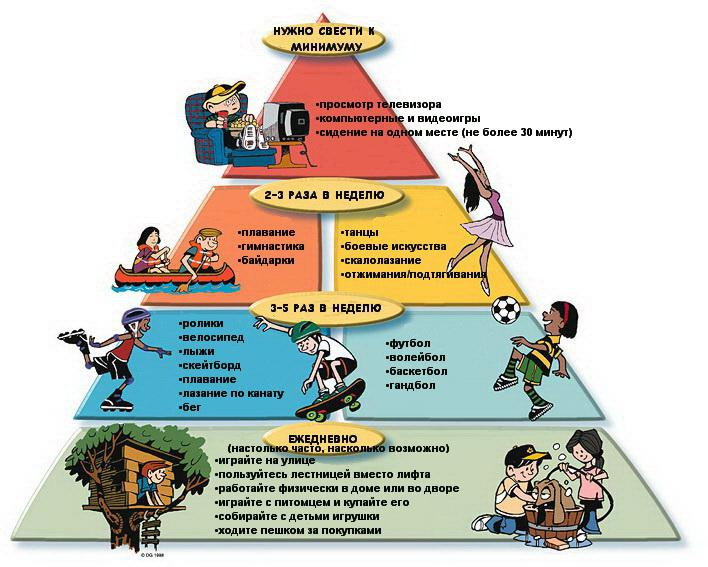 НУЖНО СВЕСТИ К
МИНИМУМУ
•просмотр телевизора
•компьютерные и видеоигры
•сидение на одном месте (не более 30 минут)
2-3 РАЗА В НЕДЕЛЮ
•плавание
•гимнастика
•байдарки
•танцы
•боевые искусства
•скалолазание
•отжимания/подтягивания
3-5 РАЗ В НЕДЕЛЮ
•ролики
•велосипед
•лыжи
•скейтборд
•плавание
•лазание по канату
•бег
•футбол
•волейбол
•баскетбол
•гандбол
ЕЖЕДНЕВНО
(настолько часто, насколько возможно)
•играйте на улице
•пользуйтесь лестницей вместо лифта
•работайте физически в доме или во дворе
•играйте с питомцем и купайте его
•собирайте с детьми игрушки
•ходите пешком за покупками
© DG 1998